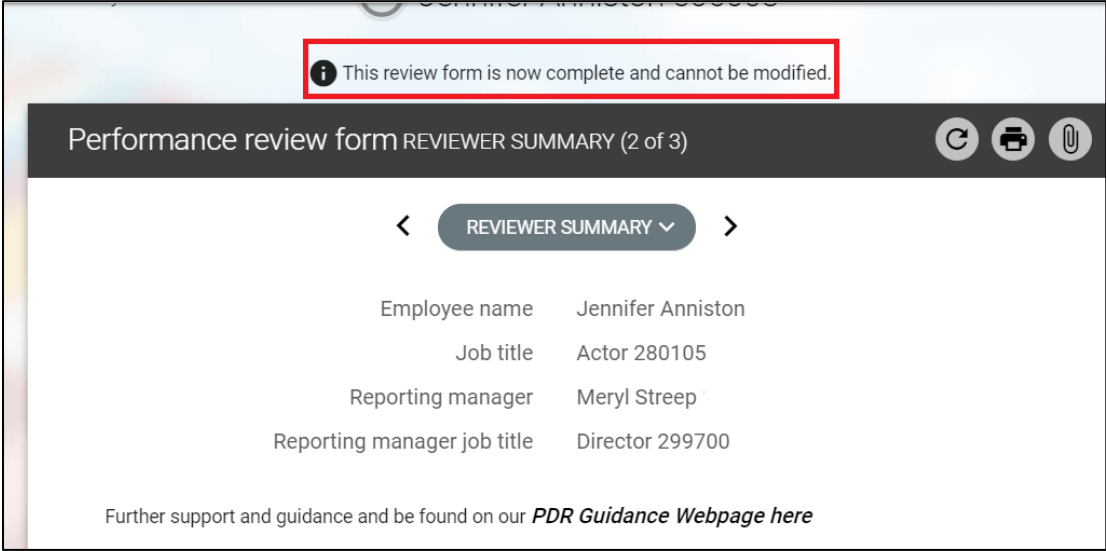 This review form is now complete and cannot be modified.
Performance review form REVIEWER SUMMARY (2 of 3)
REVIEWER SUMMARY
Employee name Jennifer Anniston
Job title Actor 280105
Reporting manager Meryl Streep
Reporting manager job title Director 299700
Further support and guidance and be found on our PDR Guidance Webpage here